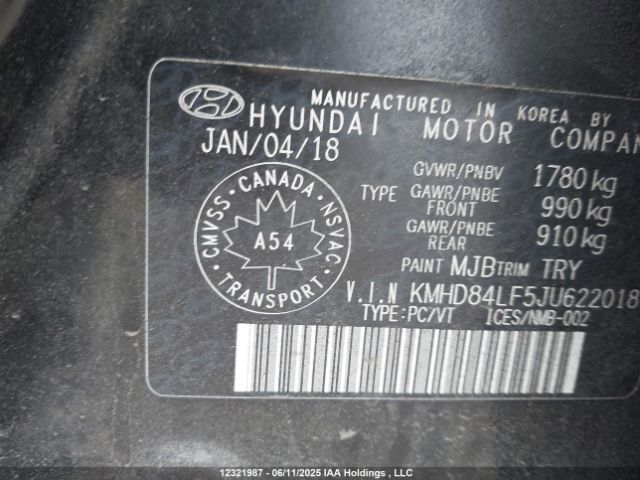 MANUFACTURED IN KOREA BY
HYUNDAI MOTOR COMPAN
JAN/04/18
GVWR/PNBV 1780 kg
TYPE GAWR/PNBE FRONT 990 kg
GAWR/PNBE REAR 910 kg
PAINT MJB TRIM TRY
CMVSS · CANADA · NSVAC · TRANSPORT ·
A54
V.I.N KMHD84LF5JU622018
TYPE:PC/VT ICES/NMB-002
12321987 - 06/11/2025 IAA Holdings , LLC